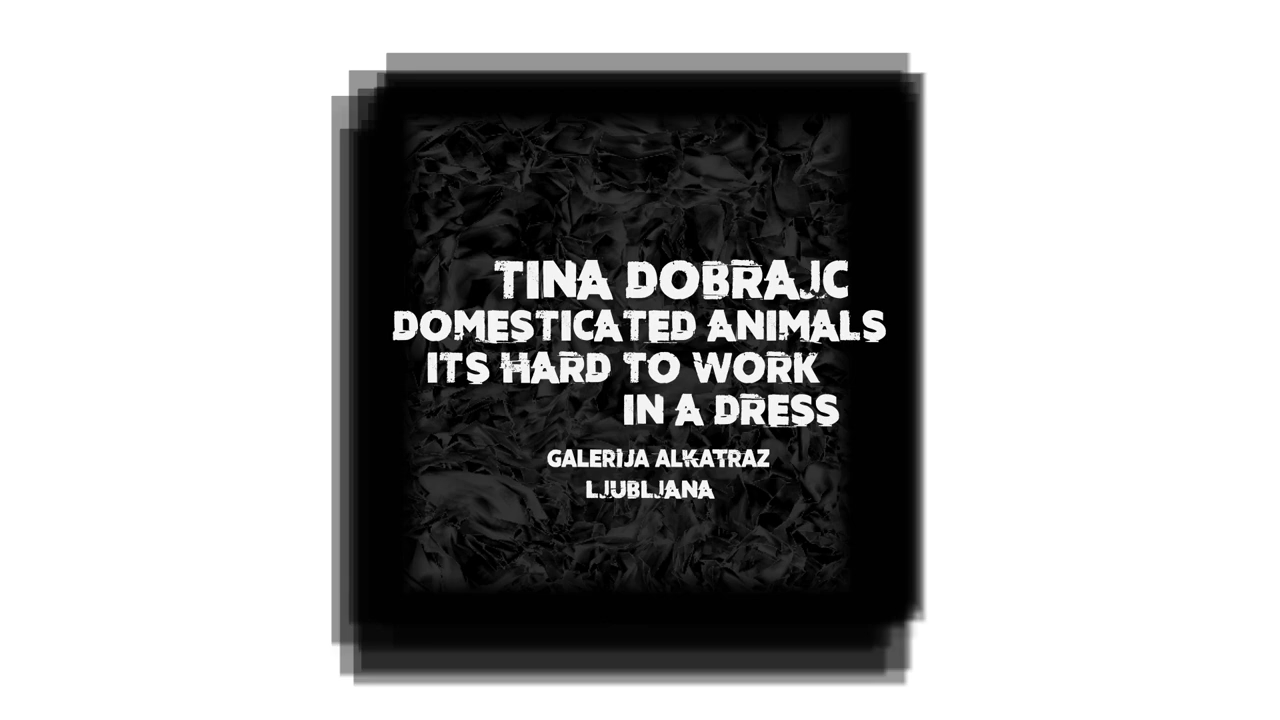 TINA DOBRAJC
DOMESTICATED ANIMALS
ITS HARD TO WORK
IN A DRESS
GALERIJA ALKATRAZ
LJUBLJANA